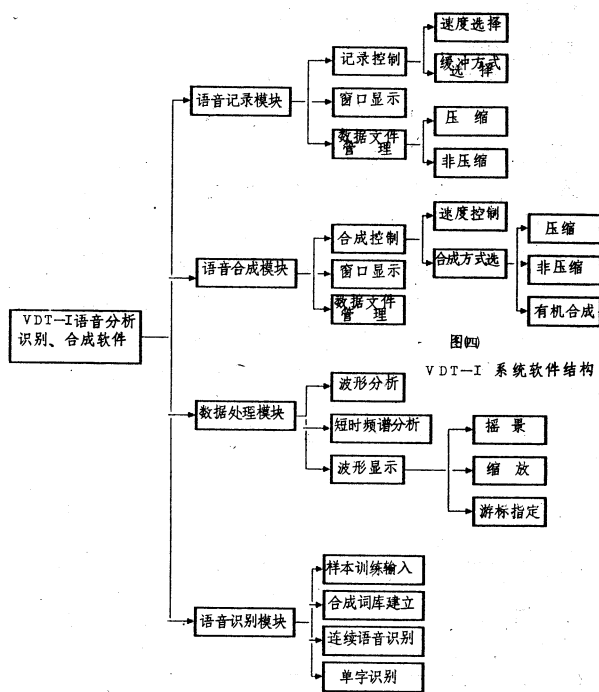 速度选择
记录控制
缓冲方式
选 择
语音记录模块
窗口显示
压 缩
数据文件
管 理
非压缩
速度控制
合成控制
压缩
语音合成模块
合成方式选
窗口显示
非压缩
数据文件
管 理
有机合成
VDT—I语音分析
识别、合成软件
图㈣
VDT—I 系统软件结构
波形分析
数据处理模块
短时频谱分析
摇 景
波形显示
缩 放
游标指定
样本训练输入
合成词库建立
语音识别模块
连续语音识别
单字识别